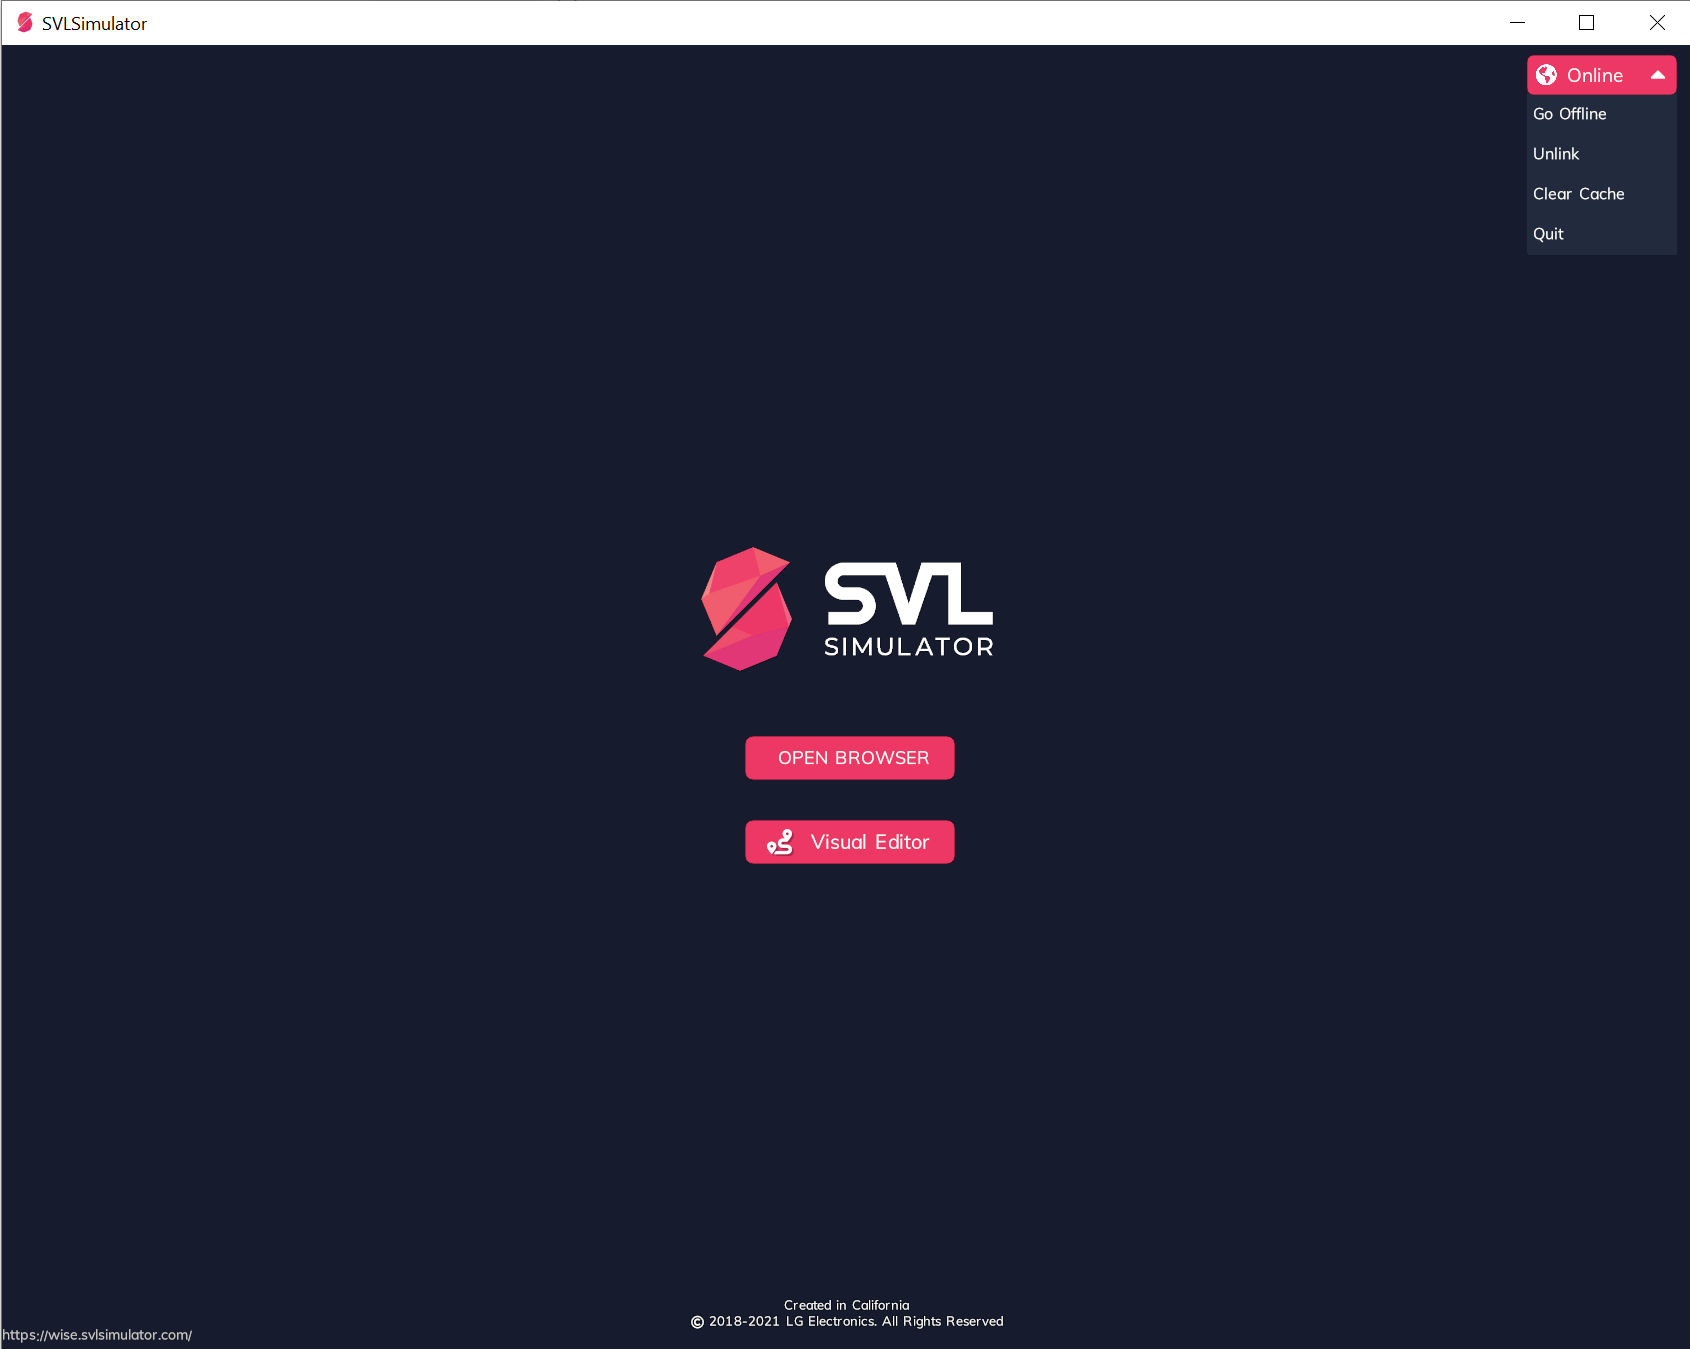 SVLSimulator
Online
Go Offline
Unlink
Clear Cache
Quit
SVL
SIMULATOR
OPEN BROWSER
Visual Editor
Created in California
© 2018-2021 LG Electronics. All Rights Reserved
https://wise.svlsimulator.com/